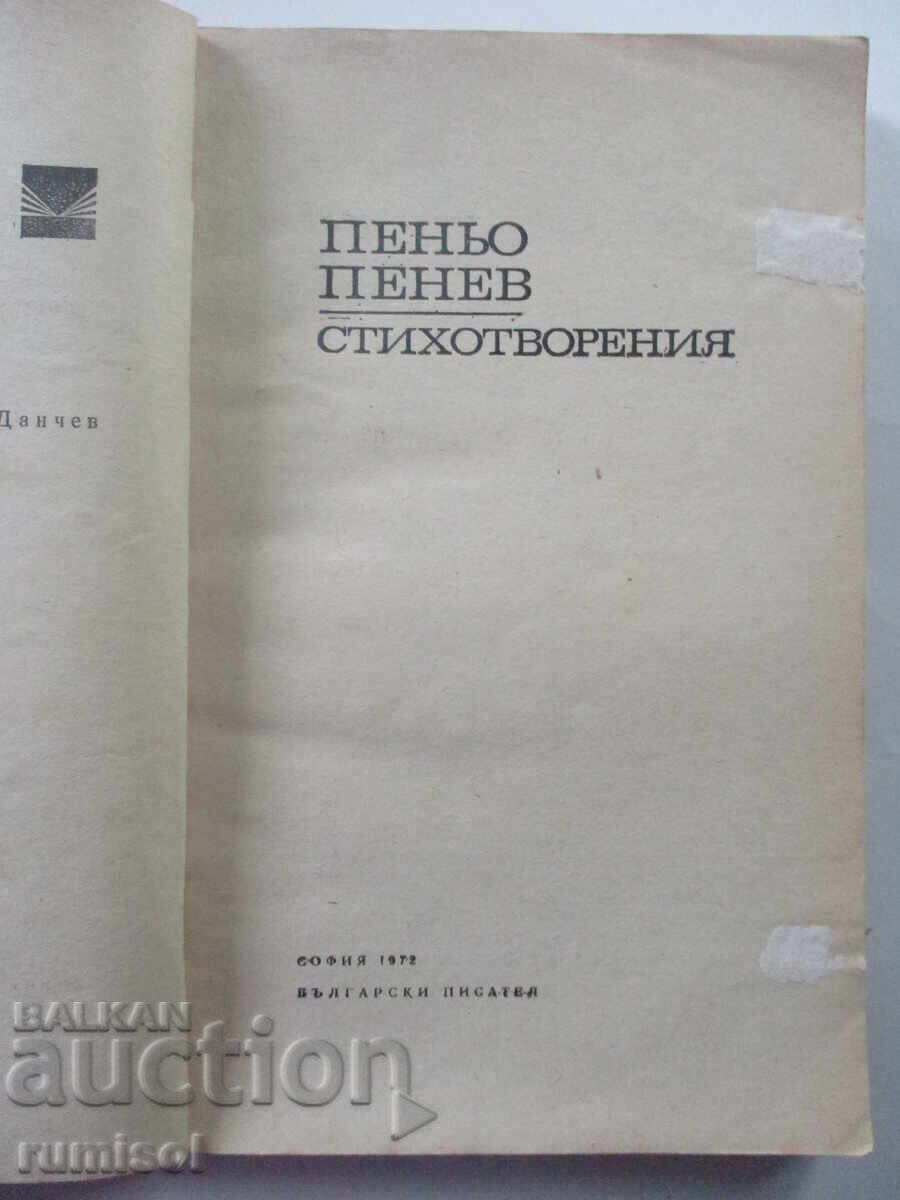 Данчев
ПЕНЬО
ПЕНЕВ
СТИХОТВОРЕНИЯ
СОФИЯ 1972
БЪЛГАРСКИ ПИСАТЕЛ
BALKAN
auction
rumisol